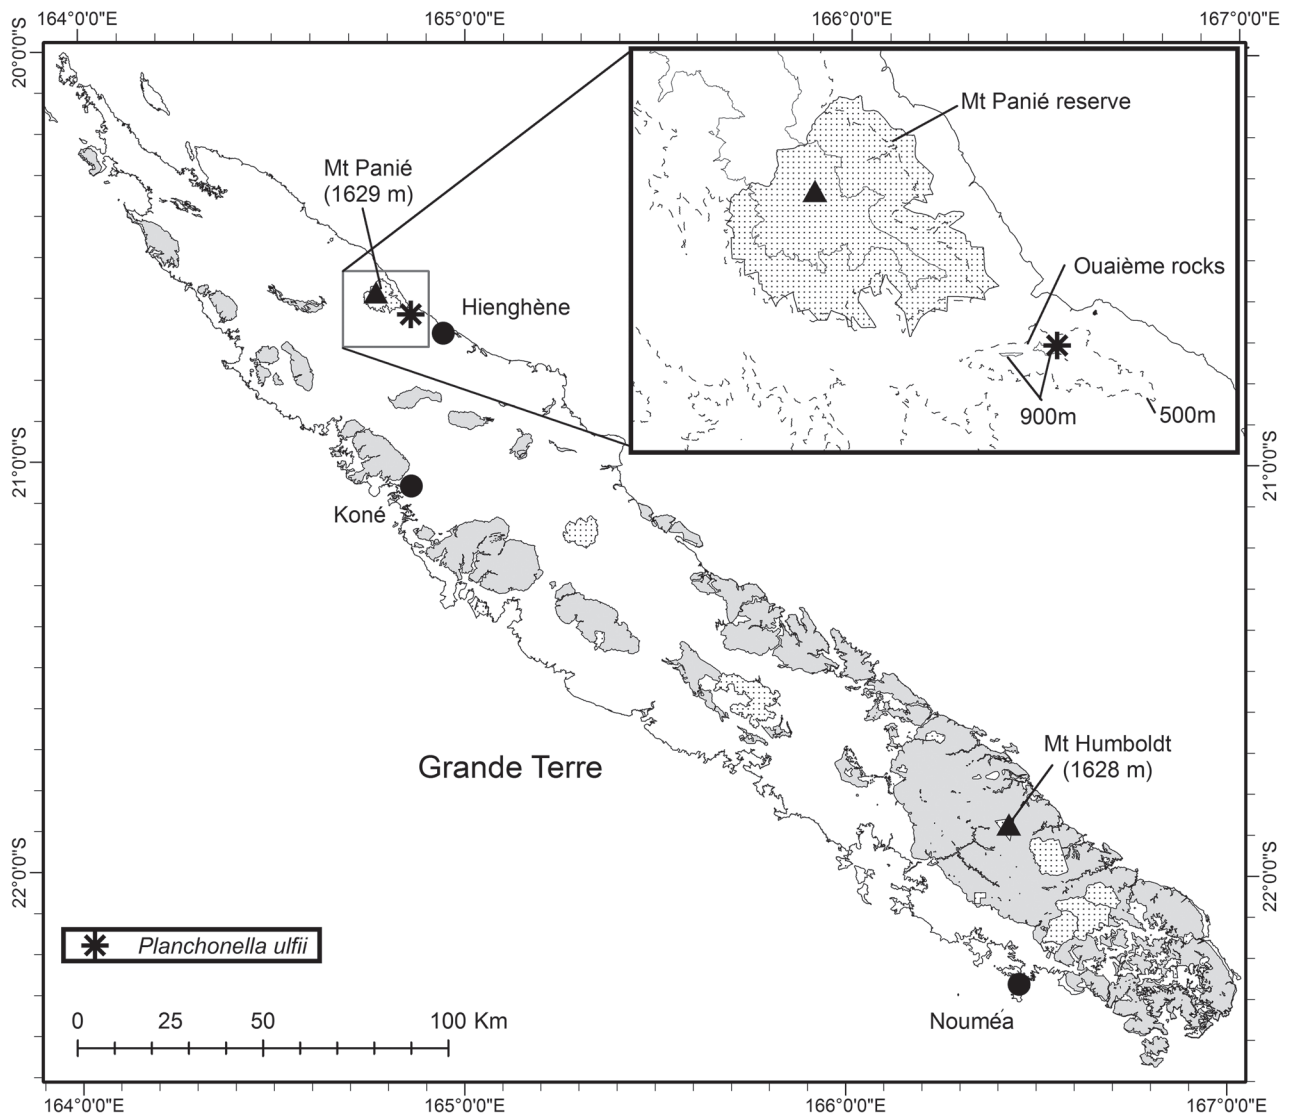 164°0'0"E 165°0'0"E 166°0'0"E 167°0'0"E
20°0'0"S
Mt Panié reserve
Mt Panié
(1629 m)
Ouaième rocks
Hienghène
900m
500m
21°0'0"S
21°0'0"S
Koné
Mt Humboldt
(1628 m)
Grande Terre
22°0'0"S
22°0'0"S
Planchonella ulfii
Nouméa
0 25 50 100 Km
164°0'0"E 165°0'0"E 166°0'0"E 167°0'0"E